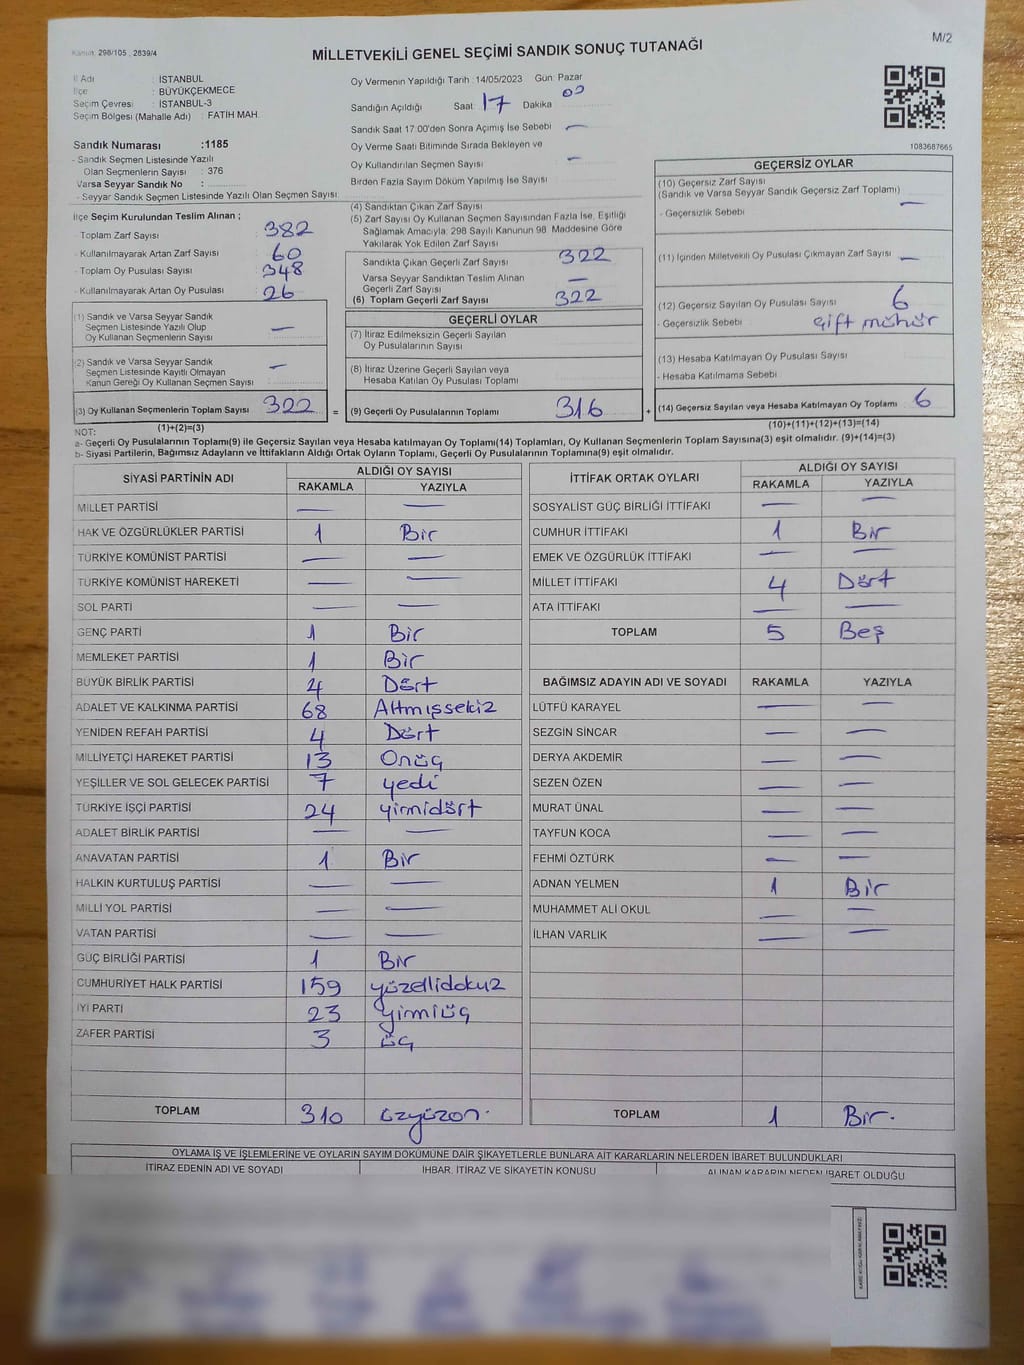 Kanun: 298/105, 2839/4
M/2
MİLLETVEKİLİ GENEL SEÇİMİ SANDIK SONUÇ TUTANAĞI
İl Adı : İSTANBUL
İlçe : BÜYÜKÇEKMECE
Seçim Çevresi : İSTANBUL-3
Seçim Bölgesi (Mahalle Adı) : FATİH MAH.
Sandık Numarası :1185
- Sandık Seçmen Listesinde Yazılı
Olan Seçmenlerin Sayısı : 376
Varsa Seyyar Sandık No :
- Seyyar Sandık Seçmen Listesinde Yazılı Olan Seçmen Sayısı:
Oy Vermenin Yapıldığı Tarih : 14/05/2023 Gün: Pazar
Sandığın Açıldığı Saat 17 Dakika 00
Sandık Saat 17:00'den Sonra Açımış İse Sebebi —
Oy Verme Saati Bitiminde Sırada Bekleyen ve
Oy Kullandırılan Seçmen Sayısı —
Birden Fazla Sayım Döküm Yapılmış İse Sayısı
1083687665
İlçe Seçim Kurulundan Teslim Alınan ;
- Toplam Zarf Sayısı 382
- Kullanılmayarak Artan Zarf Sayısı 60
- Toplam Oy Pusulası Sayısı 348
- Kullanılmayarak Artan Oy Pusulası 26
(1) Sandık ve Varsa Seyyar Sandık
Seçmen Listesinde Yazılı Olup
Oy Kullanan Seçmenlerin Sayısı —
(2) Sandık ve Varsa Seyyar Sandık
Seçmen Listesinde Kayıtlı Olmayan
Kanun Gereği Oy Kullanan Seçmen Sayısı —
(3) Oy Kullanan Seçmenlerin Toplam Sayısı 322 =
(1)+(2)=(3)
(4) Sandıktan Çıkan Zarf Sayısı
(5) Zarf Sayısı Oy Kullanan Seçmen Sayısından Fazla İse, Eşitliği
Sağlamak Amacıyla, 298 Sayılı Kanunun 98. Maddesine Göre
Yakılarak Yok Edilen Zarf Sayısı
Sandıkta Çıkan Geçerli Zarf Sayısı 322
Varsa Seyyar Sandıktan Teslim Alınan
Geçerli Zarf Sayısı —
(6) Toplam Geçerli Zarf Sayısı 322
GEÇERLİ OYLAR
(7) İtiraz Edilmeksizin Geçerli Sayılan
Oy Pusulalarının Sayısı
(8) İtiraz Üzerine Geçerli Sayılan veya
Hesaba Katılan Oy Pusulası Toplamı
(9) Geçerli Oy Pusulalarının Toplamı 316 +
GEÇERSİZ OYLAR
(10) Geçersiz Zarf Sayısı
(Sandık ve Varsa Seyyar Sandık Geçersiz Zarf Toplamı)
- Geçersizlik Sebebi —
(11) İçinden Milletvekili Oy Pusulası Çıkmayan Zarf Sayısı —
(12) Geçersiz Sayılan Oy Pusulası Sayısı 6
- Geçersizlik Sebebi Çift mühür
(13) Hesaba Katılmayan Oy Pusulası Sayısı
- Hesaba Katılmama Sebebi
(14) Geçersiz Sayılan veya Hesaba Katılmayan Oy Toplamı 6
(10)+(11)+(12)+(13)=(14)
NOT:
a- Geçerli Oy Pusulalarının Toplamı(9) ile Geçersiz Sayılan veya Hesaba katılmayan Oy Toplamı(14) Toplamları, Oy Kullanan Seçmenlerin Toplam Sayısına(3) eşit olmalıdır. (9)+(14)=(3)
b- Siyasi Partilerin, Bağımsız Adayların ve İttifakların Aldığı Ortak Oyların Toplamı, Geçerli Oy Pusulalarının Toplamına(9) eşit olmalıdır.
SİYASİ PARTİNİN ADI ALDIĞI OY SAYISI
RAKAMLA YAZIYLA
MİLLET PARTİSİ — —
HAK VE ÖZGÜRLÜKLER PARTİSİ 1 Bir
TÜRKİYE KOMÜNİST PARTİSİ — —
TÜRKİYE KOMÜNİST HAREKETİ — —
SOL PARTİ — —
GENÇ PARTİ 1 Bir
MEMLEKET PARTİSİ 1 Bir
BÜYÜK BİRLİK PARTİSİ 4 Dört
ADALET VE KALKINMA PARTİSİ 68 Altmışsekiz
YENİDEN REFAH PARTİSİ 4 Dört
MİLLİYETÇİ HAREKET PARTİSİ 13 Onüç
YEŞİLLER VE SOL GELECEK PARTİSİ 7 yedi
TÜRKİYE İŞÇİ PARTİSİ 24 yirmidört
ADALET BİRLİK PARTİSİ — —
ANAVATAN PARTİSİ 1 Bir
HALKIN KURTULUŞ PARTİSİ — —
MİLLİ YOL PARTİSİ — —
VATAN PARTİSİ — —
GÜÇ BİRLİĞİ PARTİSİ 1 Bir
CUMHURİYET HALK PARTİSİ 159 yüzellidokuz
İYİ PARTİ 23 yirmiüç
ZAFER PARTİSİ 3 üç
TOPLAM 310 üzyüzon.
İTTİFAK ORTAK OYLARI ALDIĞI OY SAYISI
RAKAMLA YAZIYLA
SOSYALİST GÜÇ BİRLİĞİ İTTİFAKI — —
CUMHUR İTTİFAKI 1 Bir
EMEK VE ÖZGÜRLÜK İTTİFAKI — —
MİLLET İTTİFAKI 4 Dört
ATA İTTİFAKI — —
TOPLAM 5 Beş
BAĞIMSIZ ADAYIN ADI VE SOYADI RAKAMLA YAZIYLA
LÜTFÜ KARAYEL — —
SEZGİN SİNCAR — —
DERYA AKDEMİR — —
SEZEN ÖZEN — —
MURAT ÜNAL — —
TAYFUN KOCA — —
FEHMİ ÖZTÜRK — —
ADNAN YELMEN 1 Bir
MUHAMMET ALİ OKUL — —
İLHAN VARLIK — —
TOPLAM 1 Bir.
OYLAMA İŞ VE İŞLEMLERİNE VE OYLARIN SAYIM DÖKÜMÜNE DAİR ŞİKAYETLERLE BUNLARA AİT KARARLARIN NELERDEN İBARET BULUNDUKLARI
İTİRAZ EDENİN ADI VE SOYADI İHBAR, İTİRAZ VE ŞİKAYETİN KONUSU ALINAN KARARIN NEDEN İBARET OLDUĞU